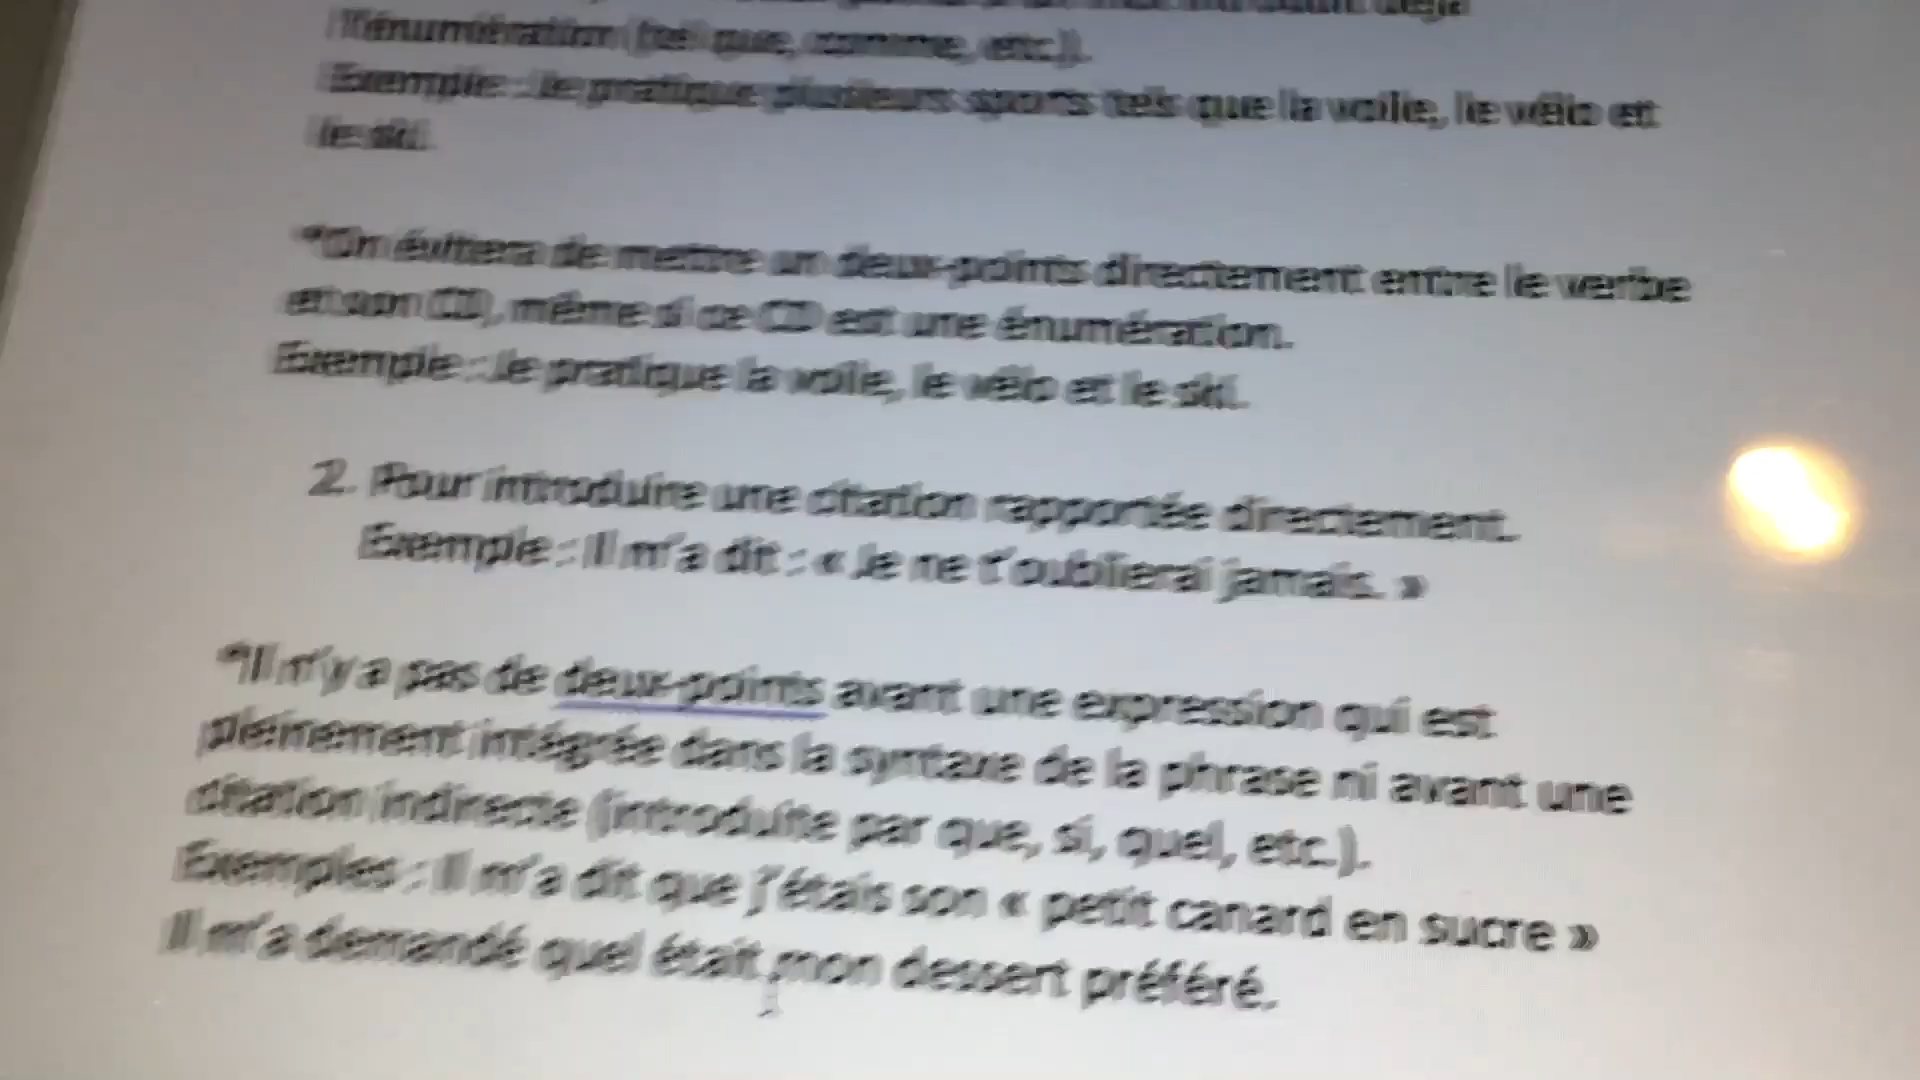 déjà
l'énumération (tel que, comme, etc.).
Exemple : Je pratique plusieurs sports tels que la voile, le vélo et
le ski.
*On évitera de mettre un deux-points directement entre le verbe
et son CD, même si ce CD est une énumération.
Exemple : Je pratique la voile, le vélo et le ski.
2. Pour introduire une citation rapportée directement.
Exemple : Il m'a dit : « Je ne t'oublierai jamais. »
*Il n'y a pas de deux-points avant une expression qui est
pleinement intégrée dans la syntaxe de la phrase ni avant une
citation indirecte (introduite par que, si, quel, etc.).
Exemples : Il m'a dit que j'étais son « petit canard en sucre »
Il m'a demandé quel était mon dessert préféré.